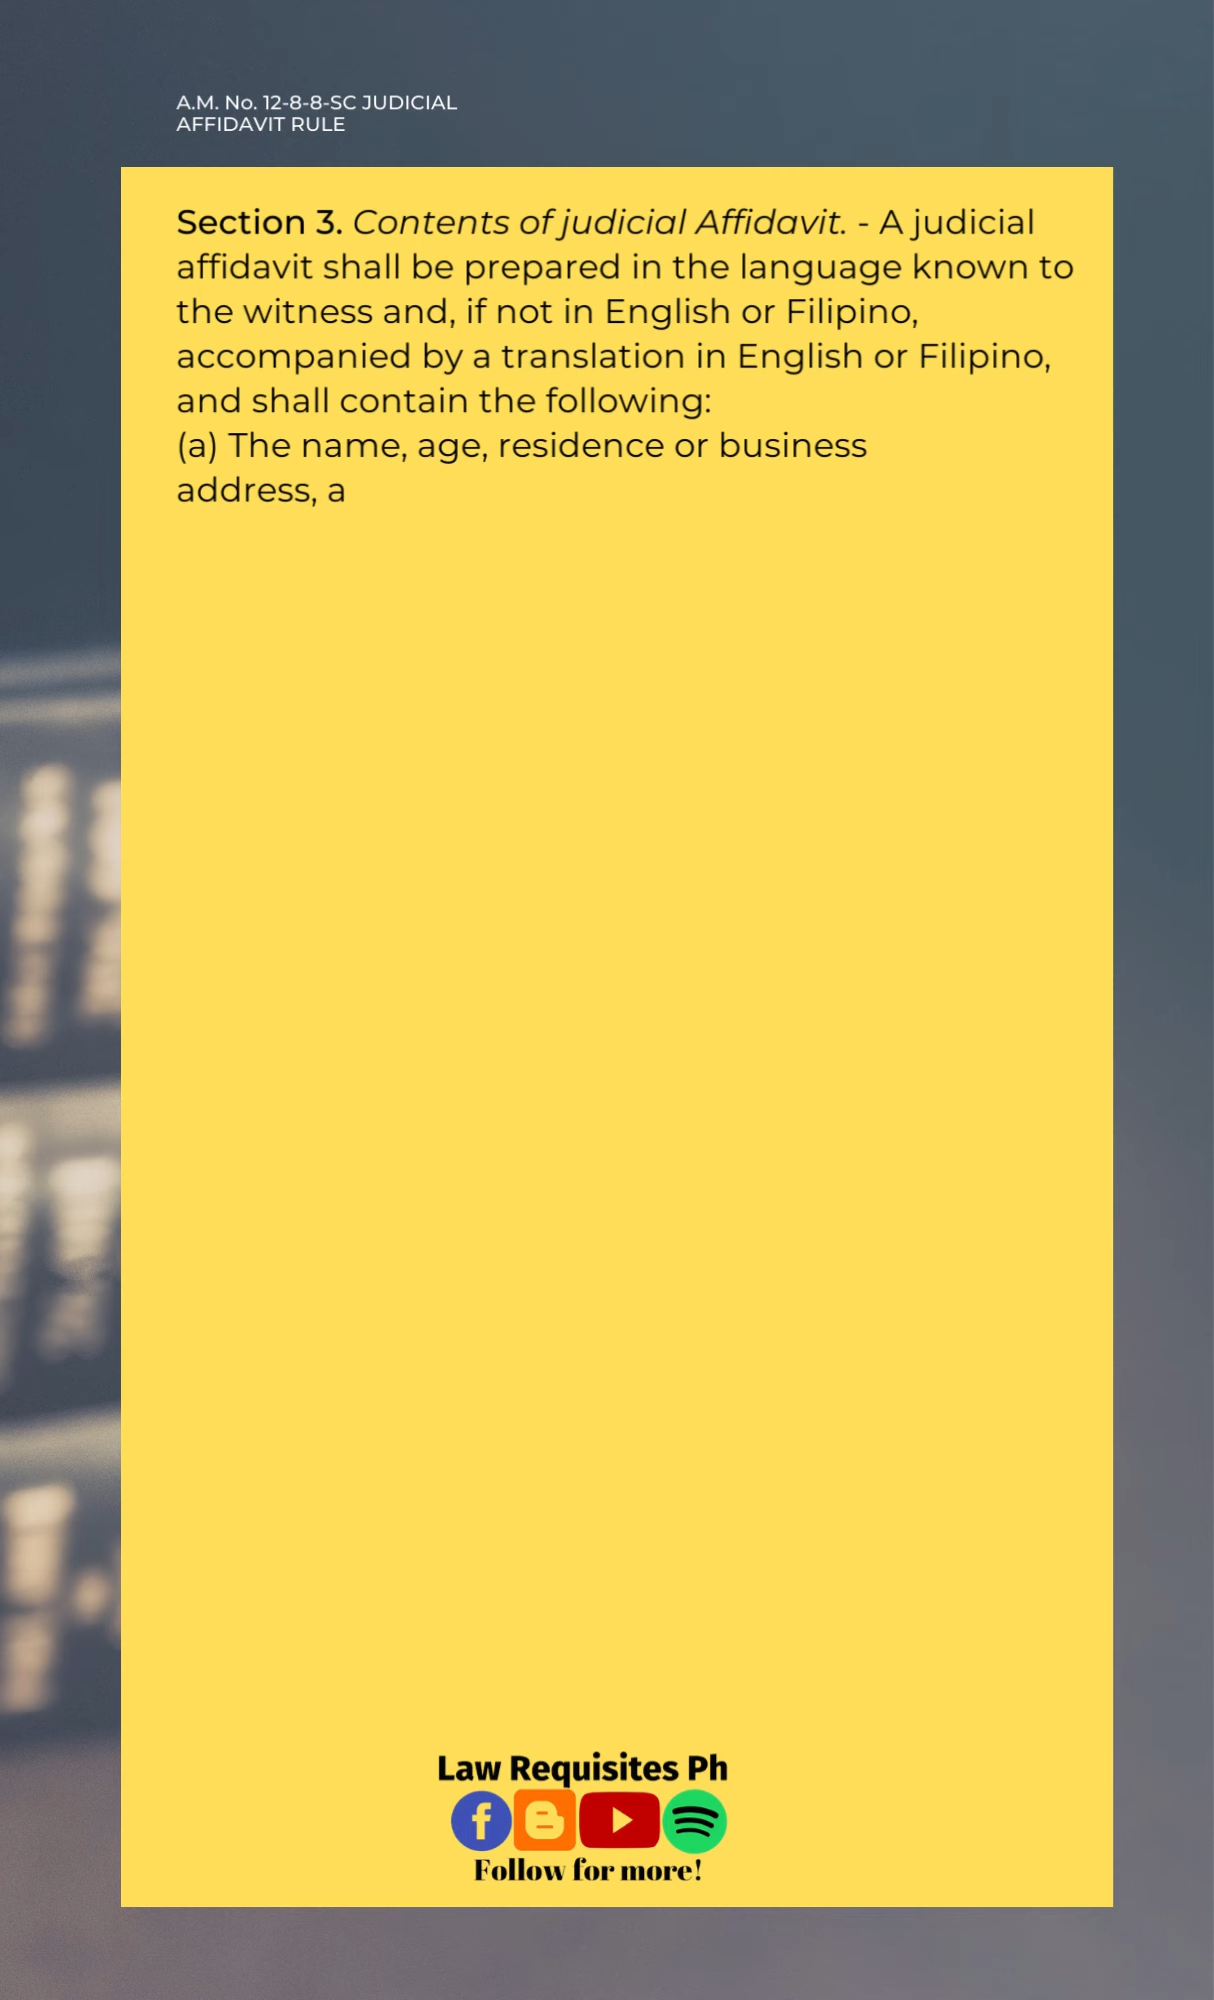 A.M. No. 12-8-8-SC JUDICIAL
AFFIDAVIT RULE
Section 3. Contents of judicial Affidavit. - A judicial
affidavit shall be prepared in the language known to
the witness and, if not in English or Filipino,
accompanied by a translation in English or Filipino,
and shall contain the following:
(a) The name, age, residence or business
address, a
Law Requisites Ph
Follow for more!